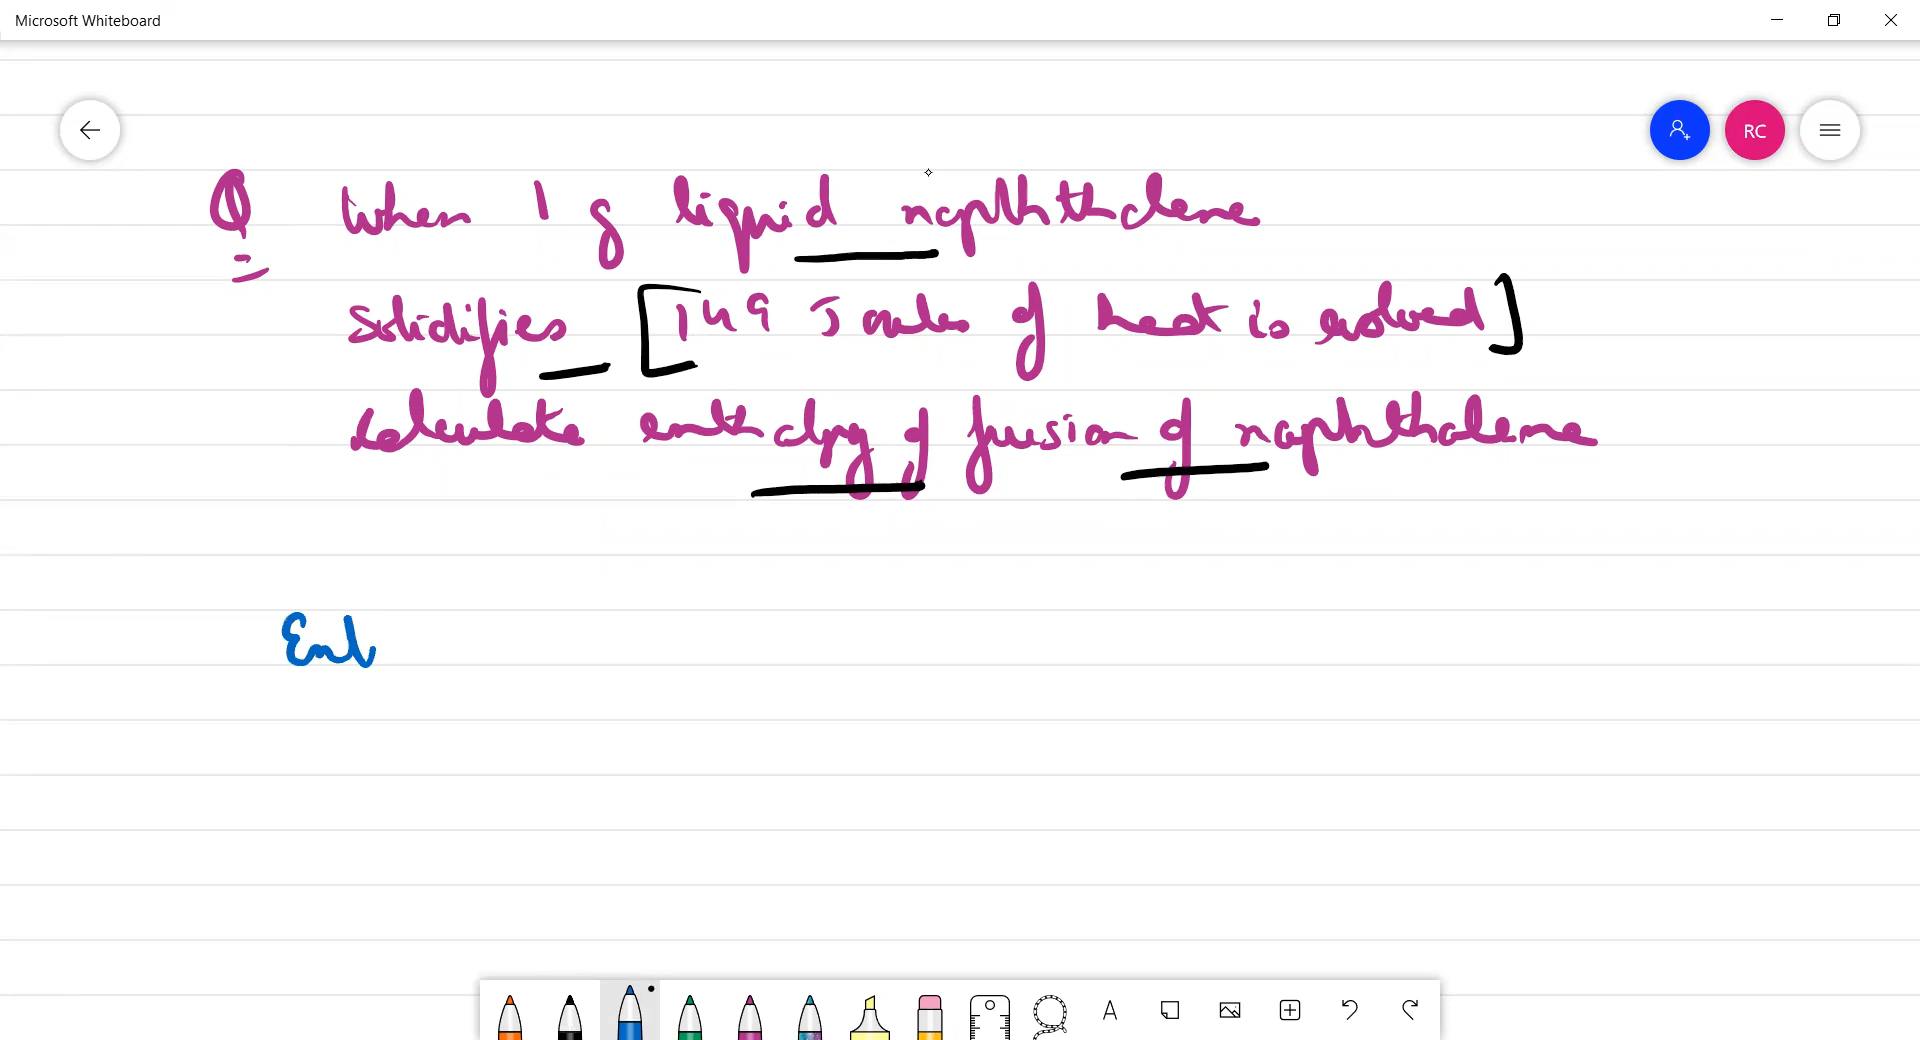 Microsoft Whiteboard
RC
Q When 1 g liquid naphthalene
solidifies [149 Joules of heat is evolved]
calculate enthalpy of fusion of naphthalene
Ent
A